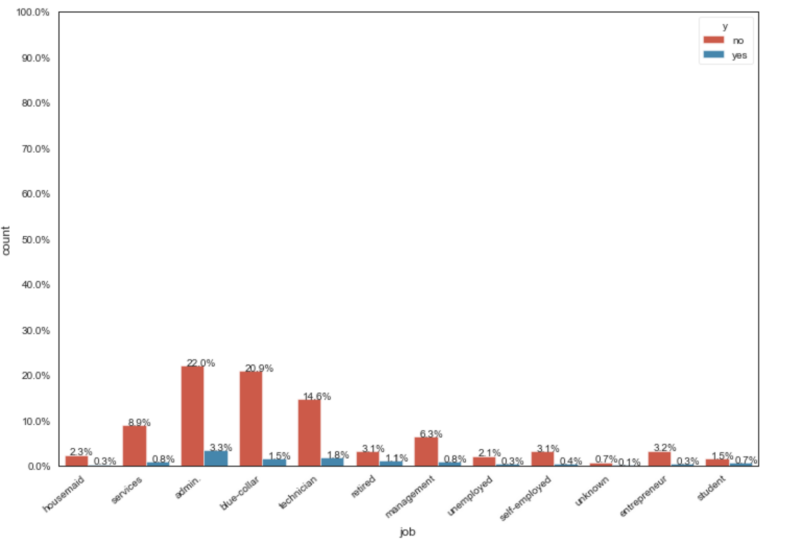 100.0%
90.0%
80.0%
70.0%
60.0%
50.0%
40.0%
30.0%
20.0%
10.0%
0.0%
count
y
no
yes
2.3% 0.3%
8.9% 0.8%
22.0% 3.3%
20.9% 1.5%
14.6% 1.8%
3.1% 1.1%
6.3% 0.8%
2.1% 0.3%
3.1% 0.4%
0.7% 0.1%
3.2% 0.3%
1.5% 0.7%
housemaid
services
admin.
blue-collar
technician
retired
management
unemployed
self-employed
unknown
entrepreneur
student
job